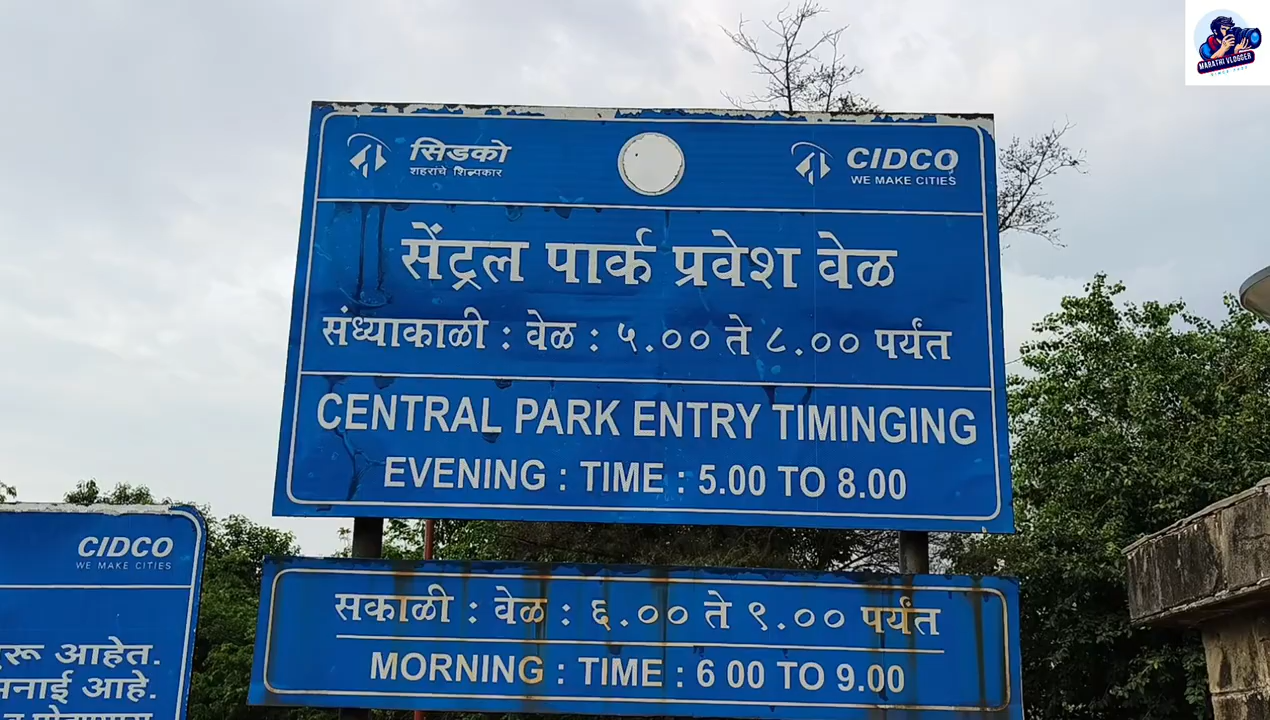 MARATHI VLOGGER
सिडको
शहरांचे शिल्पकार
CIDCO
WE MAKE CITIES
सेंट्रल पार्क प्रवेश वेळ
संध्याकाळी : वेळ : ५.०० ते ८.०० पर्यंत
CENTRAL PARK ENTRY TIMINGING
EVENING : TIME : 5.00 TO 8.00
सकाळी : वेळ : ६.०० ते ९.०० पर्यंत
MORNING : TIME : 6 00 TO 9.00
CIDCO
WE MAKE CITIES
आहेत.
आहे.